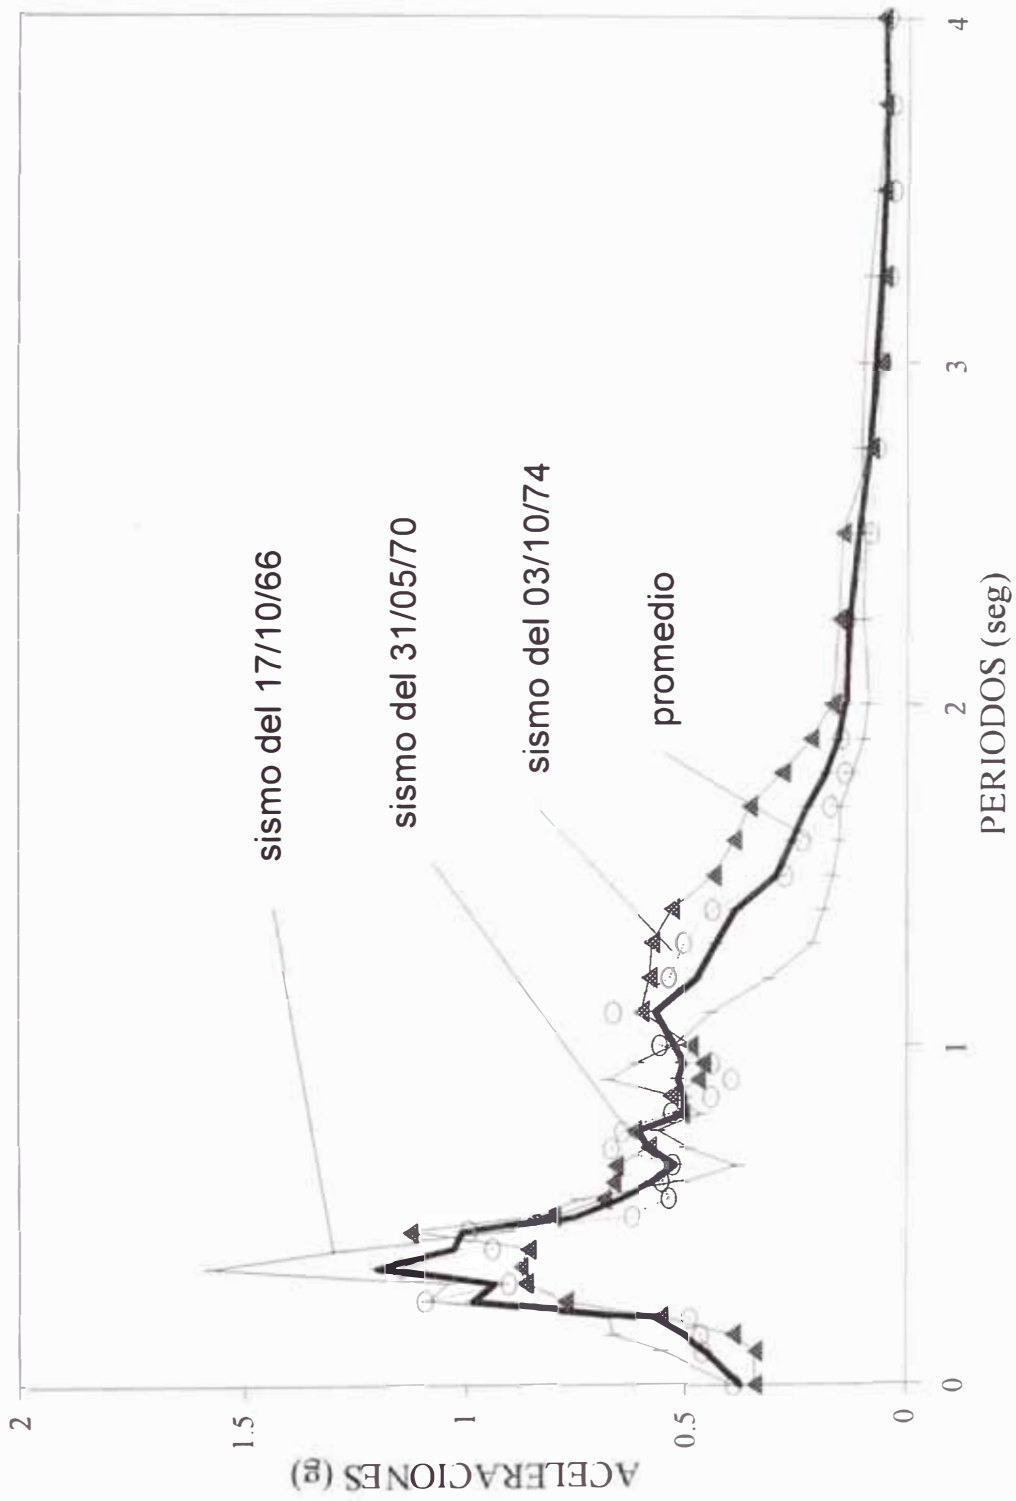 ACELERACIONES (g)
2
1.5
1
0.5
0
sismo del 17/10/66
sismo del 31/05/70
sismo del 03/10/74
promedio
0
1
2
3
4
PERIODOS (seg)